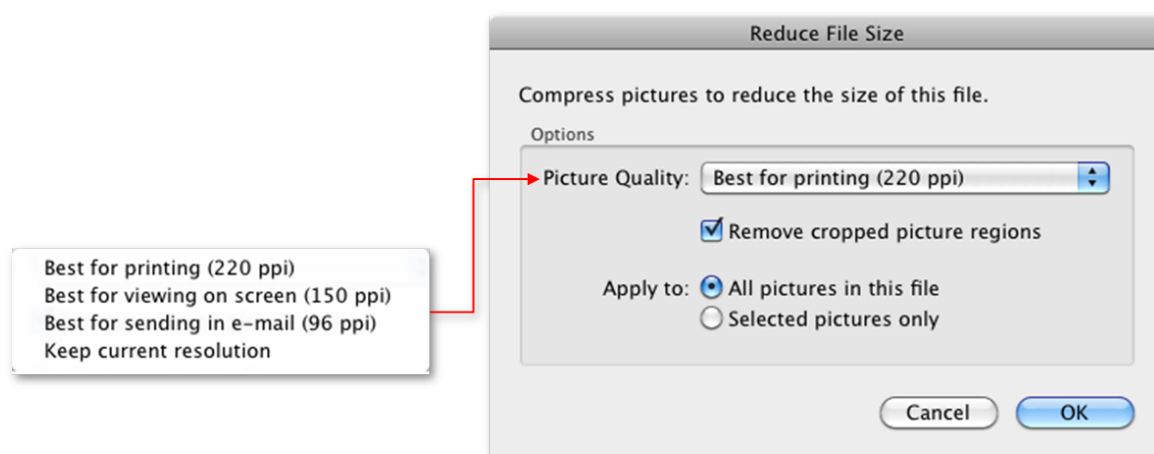 Reduce File Size
Compress pictures to reduce the size of this file.
Options
Picture Quality: Best for printing (220 ppi)
Remove cropped picture regions
Apply to: All pictures in this file
Selected pictures only
Cancel OK
Best for printing (220 ppi)
Best for viewing on screen (150 ppi)
Best for sending in e-mail (96 ppi)
Keep current resolution